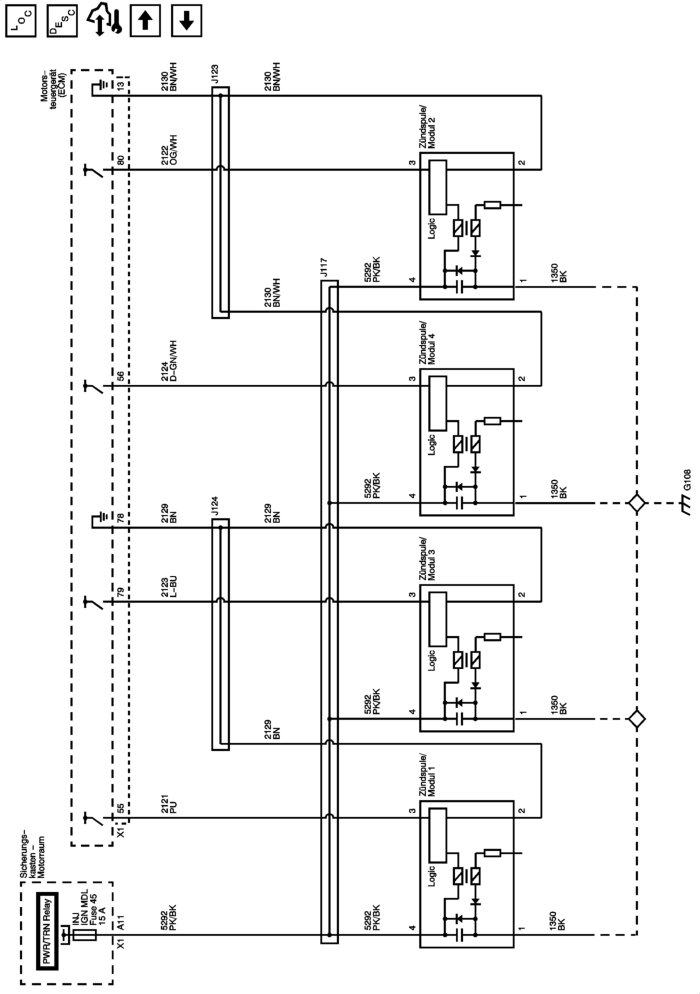 LOC
DESC
Sicherungs–
kasten –
Motorraum
PWR/TRN Relay
INJ
IGN MDL
Fuse 45
15 A
X1
A11
5292
PK/BK
Motors–
teuergerät
(ECM)
X1
55
79
78
56
80
13
2121
PU
2123
L–BU
2129
BN
2124
D–GN/WH
2122
OG/WH
2130
BN/WH
J124
J123
2129
BN
2129
BN
2130
BN/WH
2130
BN/WH
J117
5292
PK/BK
5292
PK/BK
5292
PK/BK
5292
PK/BK
Zündspule/
Modul 1
4
3
Logic
1
2
Zündspule/
Modul 3
4
3
Logic
1
2
Zündspule/
Modul 4
4
3
Logic
1
2
Zündspule/
Modul 2
4
3
Logic
1
2
1350
BK
1350
BK
1350
BK
1350
BK
G108